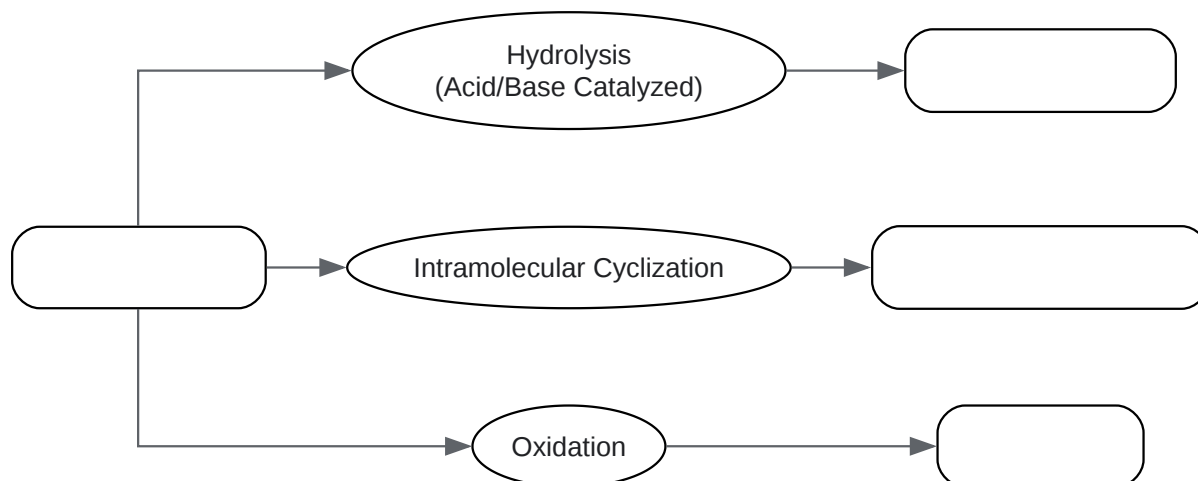 Hydrolysis
(Acid/Base Catalyzed)
Intramolecular Cyclization
Oxidation